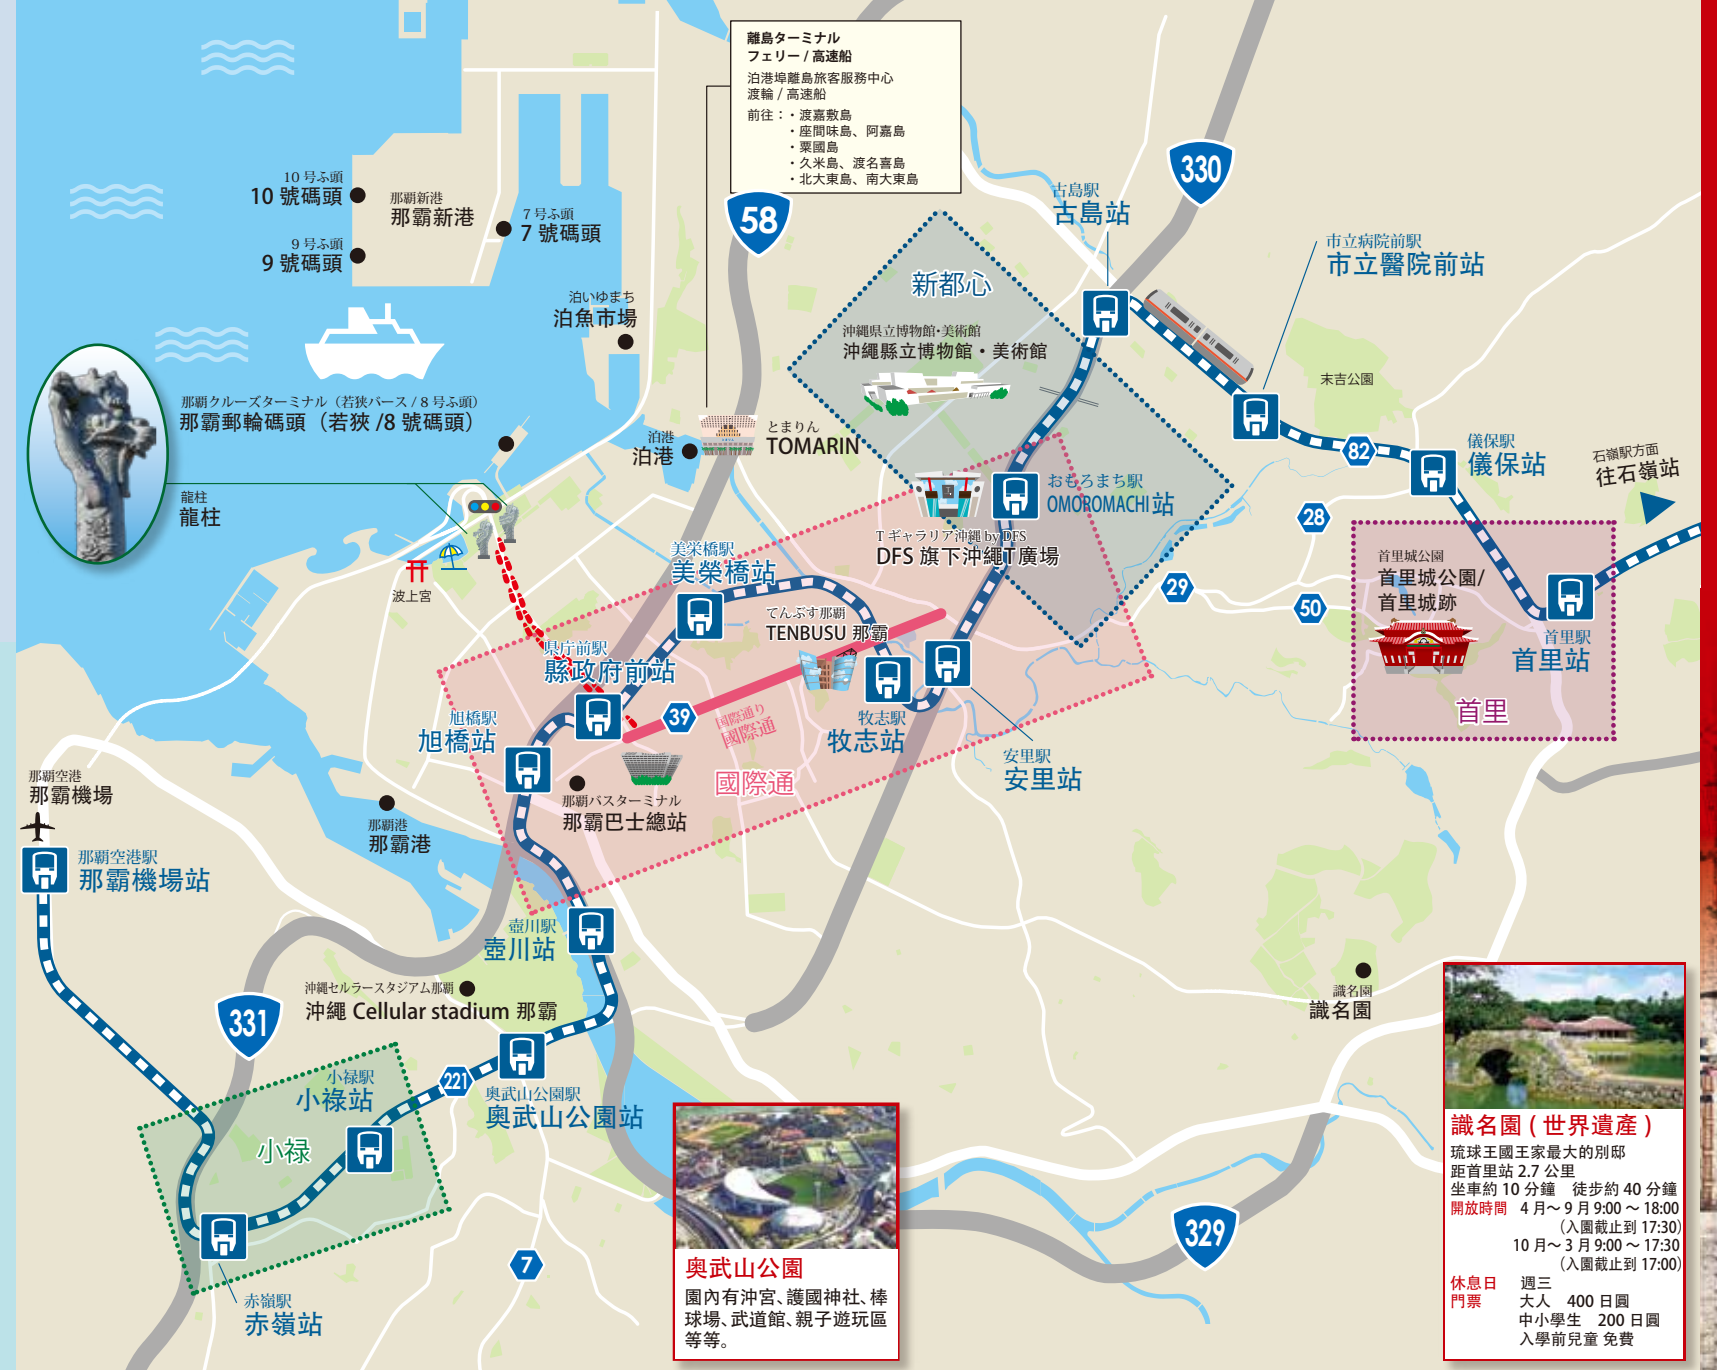 離島ターミナル
フェリー / 高速船
泊港埠離島旅客服務中心
渡輪 / 高速船
前往：・渡嘉敷島
・座間味島、阿嘉島
・粟國島
・久米島、渡名喜島
・北大東島、南大東島
58
330
古島駅
古島站
市立病院前駅
市立醫院前站
10 号ふ頭
10 號碼頭
那覇新港
那霸新港
7 号ふ頭
7 號碼頭
9 号ふ頭
9 號碼頭
泊いゆまち
泊魚市場
新都心
沖縄県立博物館・美術館
沖繩縣立博物館・美術館
末吉公園
那覇クルーズターミナル（若狭バース / 8 号ふ頭）
那霸郵輪碼頭（若狹 /8 號碼頭）
泊港
泊港
とまりん
TOMARIN
82
儀保駅
儀保站
石嶺駅方面
往石嶺站
龍柱
龍柱
おもろまち駅
OMOROMACHI 站
28
T ギャラリア沖縄 by DFS
DFS 旗下沖繩T廣場
美栄橋駅
美榮橋站
波上宮
29
50
首里城公園
首里城公園/
首里城跡
てんぶす那覇
TENBUSU 那霸
県庁前駅
縣政府前站
首里駅
首里站
首里
旭橋駅
旭橋站
39
国際通り
國際通
牧志駅
牧志站
安里駅
安里站
國際通
那覇空港
那霸機場
那覇港
那霸港
那覇バスターミナル
那霸巴士總站
那覇空港駅
那霸機場站
壺川駅
壺川站
沖縄セルラースタジアム那覇
沖繩 Cellular stadium 那霸
331
識名園
識名園
小禄駅
小祿站
221
奥武山公園駅
奧武山公園站
小禄
赤嶺駅
赤嶺站
7
329
奥武山公園
園內有沖宮、護國神社、棒
球場、武道館、親子遊玩區
等等。
識名園 ( 世界遺產 )
琉球王國王家最大的別邸
距首里站 2.7 公里
坐車約 10 分鐘　徒步約 40 分鐘
開放時間　4 月～ 9 月 9:00 ～ 18:00
（入園截止到 17:30）
10 月～ 3 月 9:00 ～ 17:30
（入園截止到 17:00）
休息日　週三
門票　大人　400 日圓
中小學生　200 日圓
入學前兒童 免費